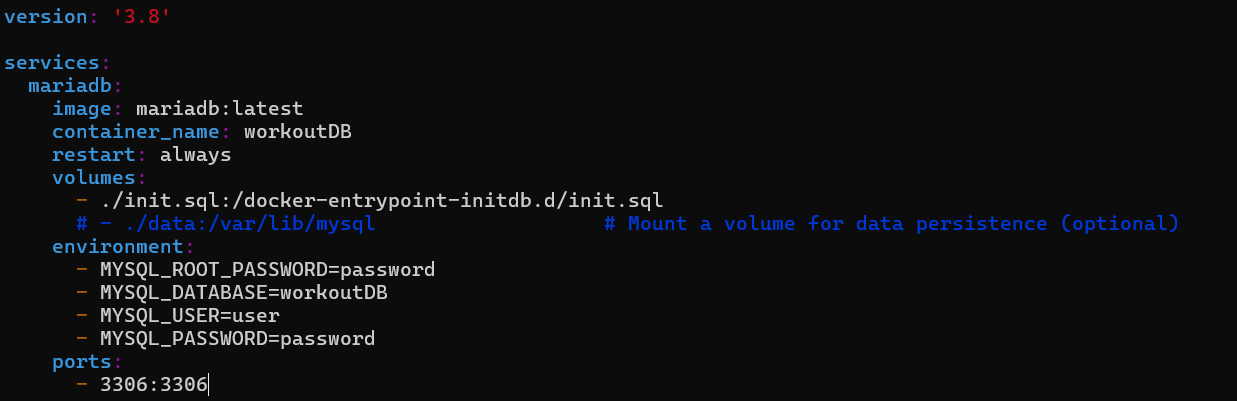 version: '3.8'

services:
  mariadb:
    image: mariadb:latest
    container_name: workoutDB
    restart: always
    volumes:
      - ./init.sql:/docker-entrypoint-initdb.d/init.sql
      # - ./data:/var/lib/mysql                   # Mount a volume for data persistence (optional)
    environment:
      - MYSQL_ROOT_PASSWORD=password
      - MYSQL_DATABASE=workoutDB
      - MYSQL_USER=user
      - MYSQL_PASSWORD=password
    ports:
      - 3306:3306